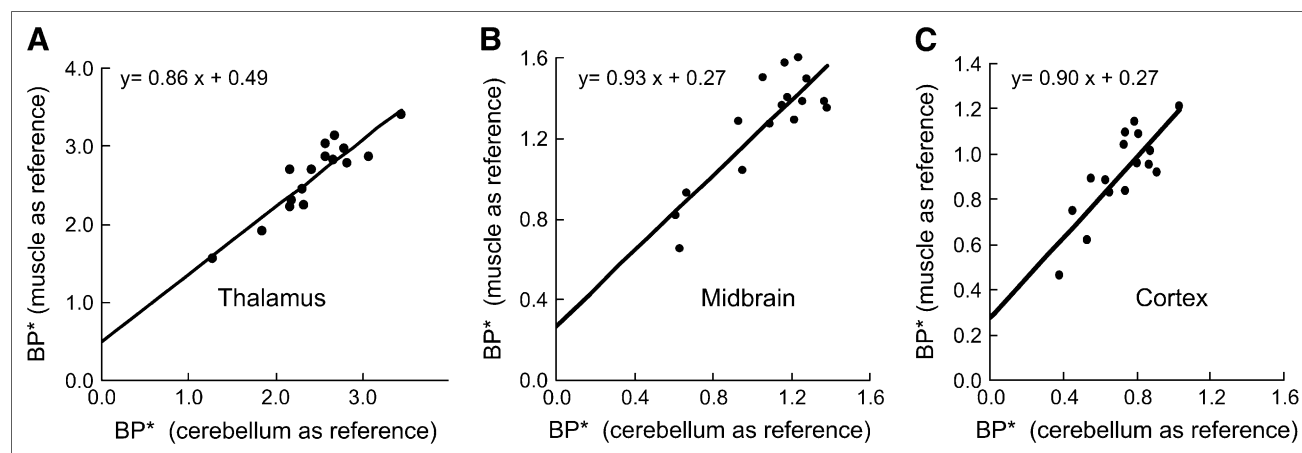 A
y= 0.86 x + 0.49
4.0
3.0
2.0
1.0
0.0
0.0 1.0 2.0 3.0
BP* (muscle as reference)
Thalamus
BP* (cerebellum as reference)
B
y= 0.93 x + 0.27
1.6
1.2
0.8
0.4
0.0
0.0 0.4 0.8 1.2 1.6
BP* (muscle as reference)
Midbrain
BP* (cerebellum as reference)
C
y= 0.90 x + 0.27
1.4
1.2
1.0
0.8
0.6
0.4
0.2
0.0
0.0 0.4 0.8 1.2 1.6
BP* (muscle as reference)
Cortex
BP* (cerebellum as reference)